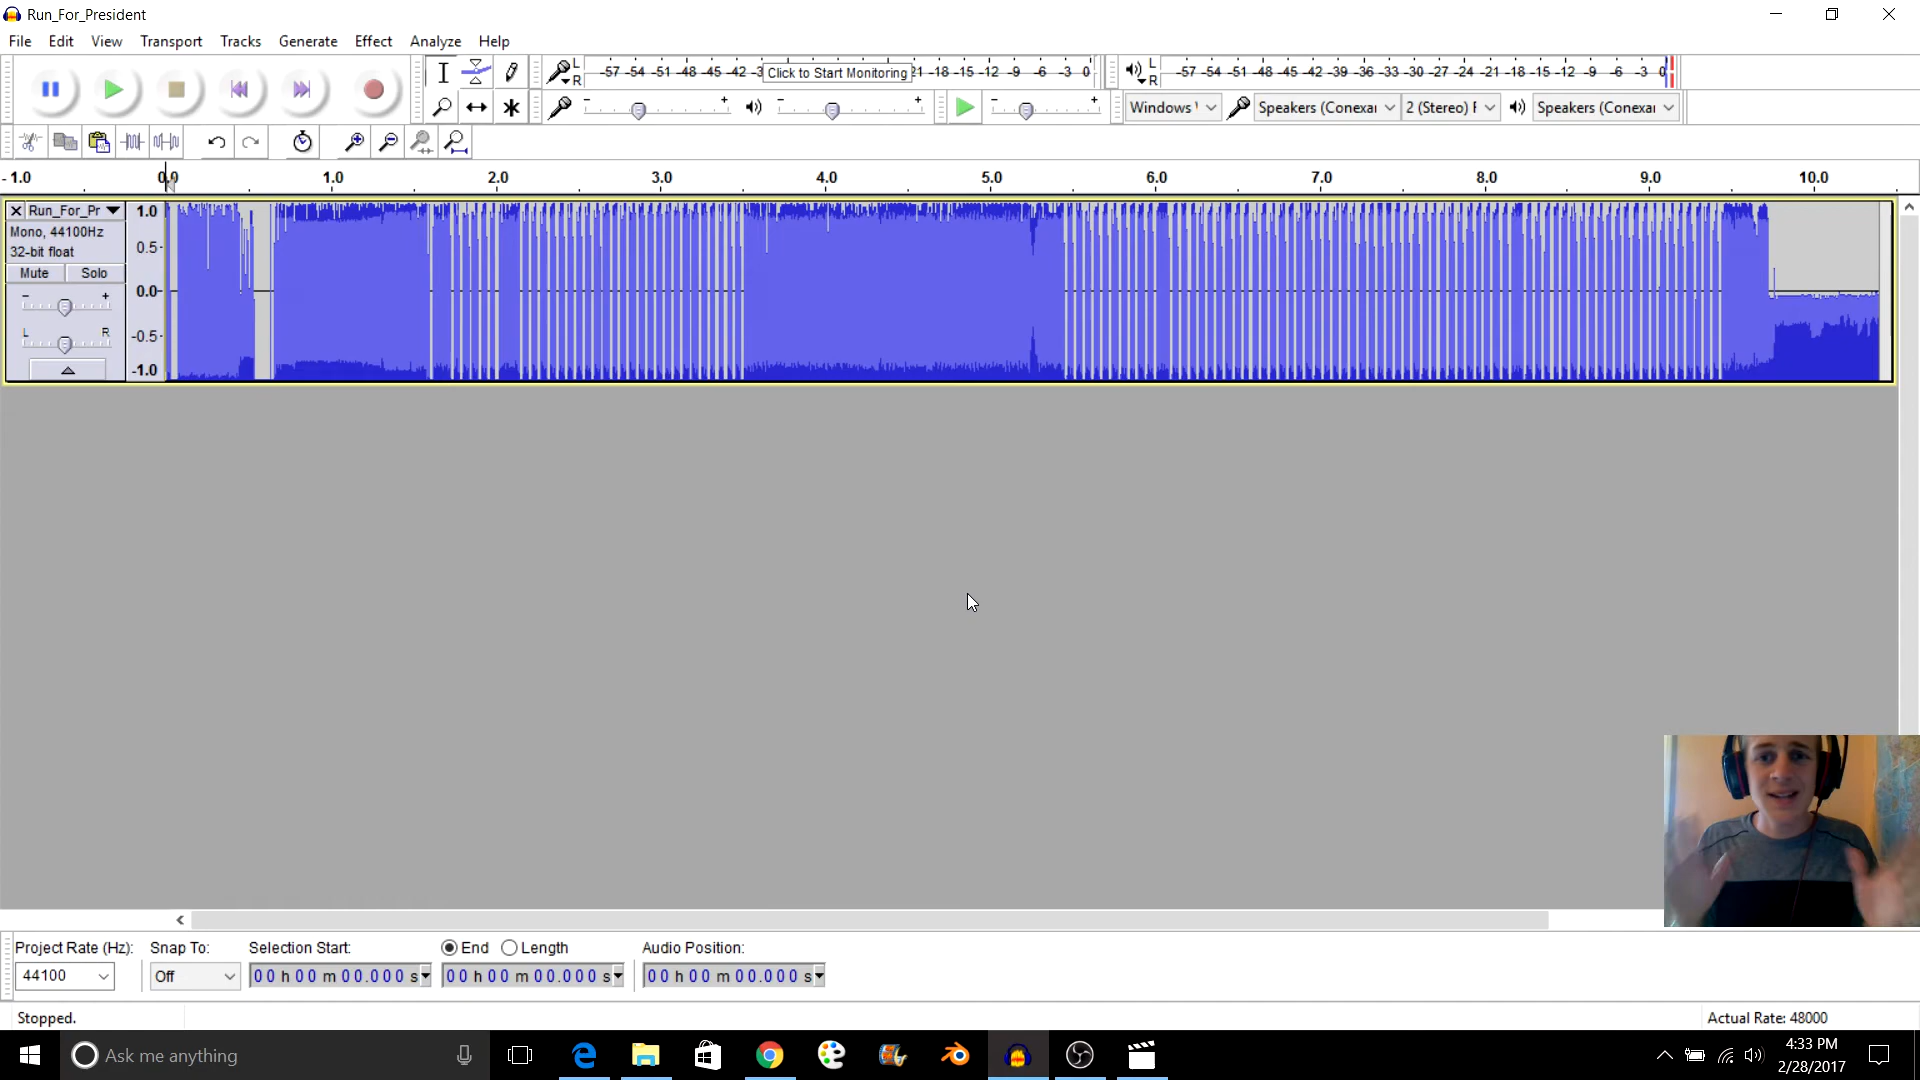 Run_For_President
File Edit View Transport Tracks Generate Effect Analyze Help
L R -57 -54 -51 -48 -45 -42 -3 Click to Start Monitoring 21 -18 -15 -12 -9 -6 -3 0 L R -57 -54 -51 -48 -45 -42 -39 -36 -33 -30 -27 -24 -21 -18 -15 -12 -9 -6 -3 0
- + - + - + Windows Speakers (Conexa 2 (Stereo) Speakers (Conexa
-1.0 0.0 1.0 2.0 3.0 4.0 5.0 6.0 7.0 8.0 9.0 10.0
Run_For_Pr 1.0
Mono, 44100Hz
32-bit float 0.5
Mute Solo
0.0
- +
L R -0.5
-1.0
Project Rate (Hz): Snap To: Selection Start: End Length Audio Position:
44100 Off 00 h 00 m 00.000 s 00 h 00 m 00.000 s 00 h 00 m 00.000 s
Stopped. Actual Rate: 48000
Ask me anything 4:33 PM
2/28/2017